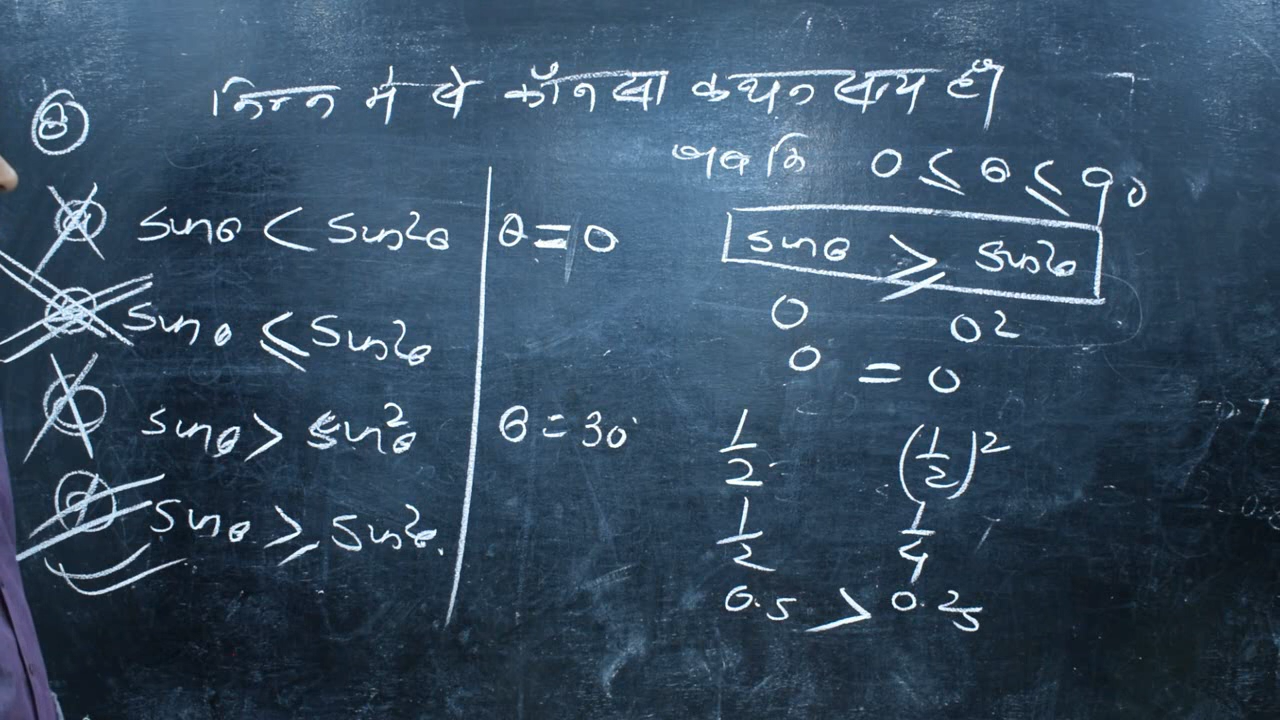 ⑧ निम्न मे से कौन सा कथन सत्य है
जबकि 0 ≤ θ ≤ 90
sinθ < sin²θ
sinθ ≤ sin²θ
sinθ > sin²θ
sinθ ≥ sin²θ
θ = 0
θ = 30°
sinθ ≥ sin²θ
0 0²
0 = 0
1/2 (1/2)²
1/2 1/4
0.5 > 0.25